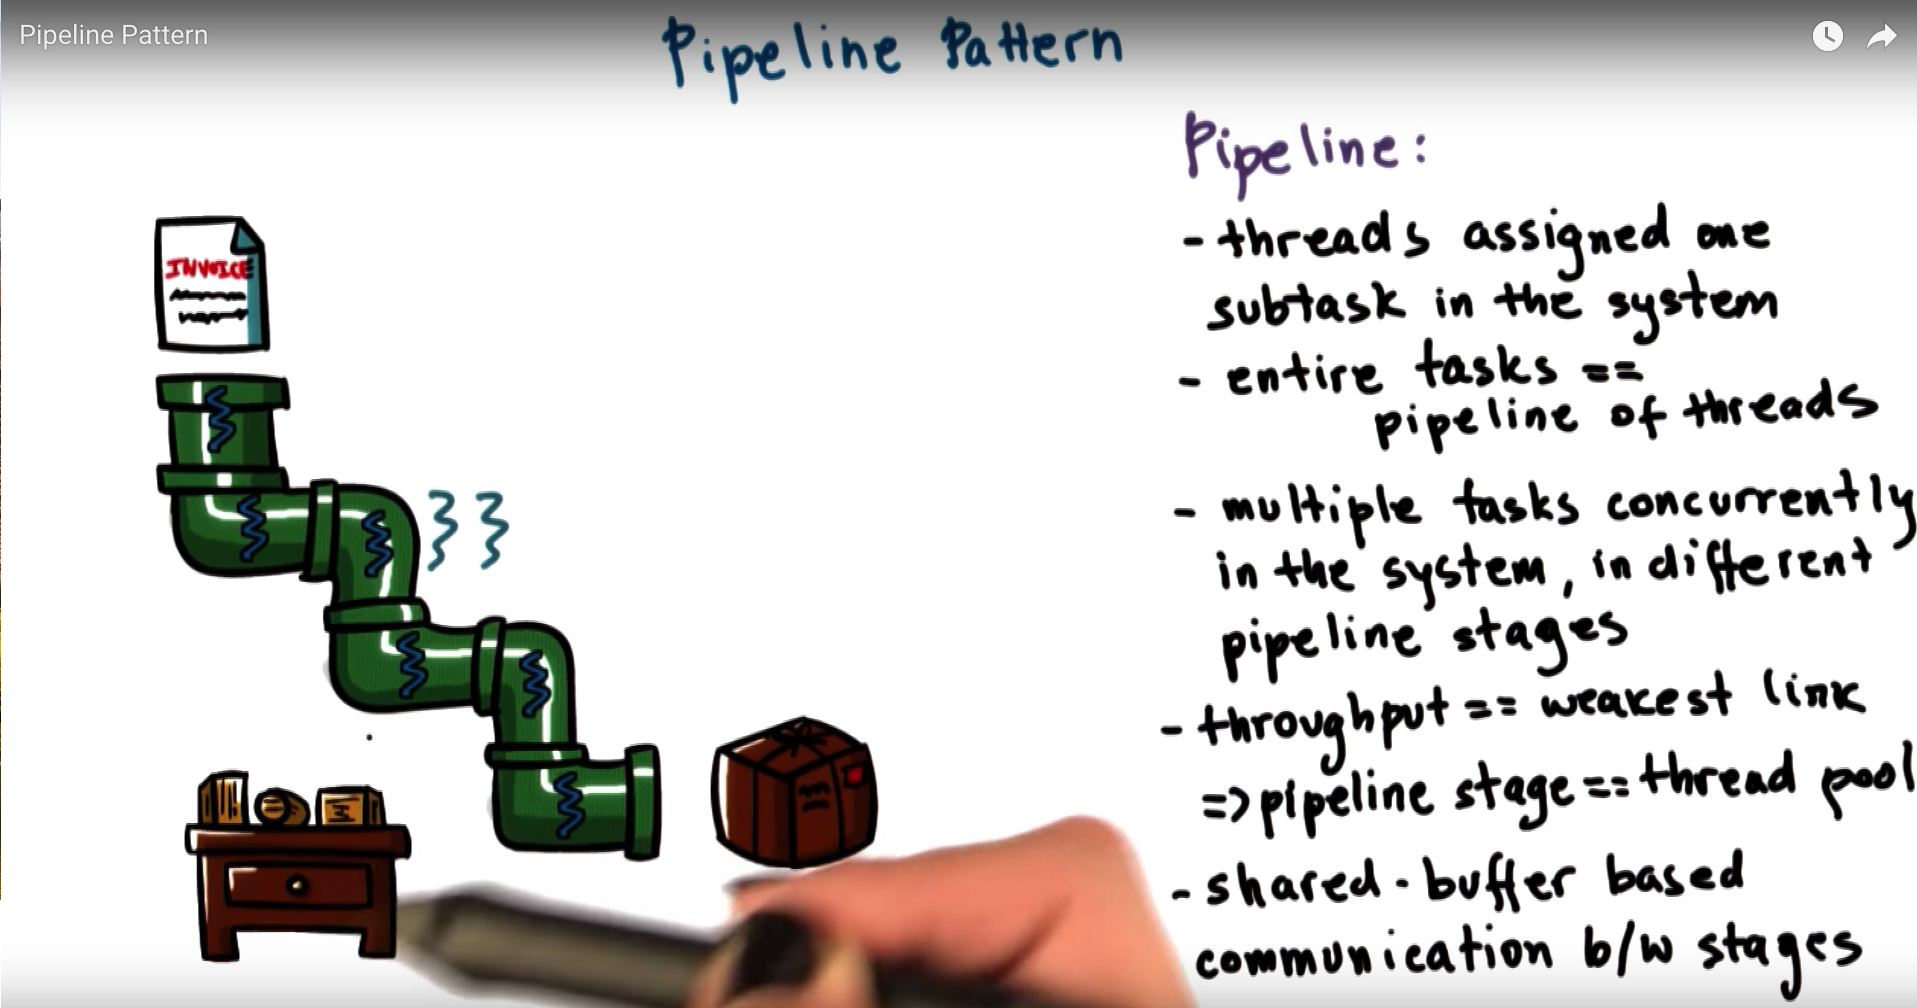 Pipeline Pattern
Pipeline Pattern
INVOICE
Pipeline:
- threads assigned one
subtask in the system
- entire tasks ==
pipeline of threads
- multiple tasks concurrently
in the system, in different
pipeline stages
- throughput == weakest link
=> pipeline stage == thread pool
- shared-buffer based
communication b/w stages